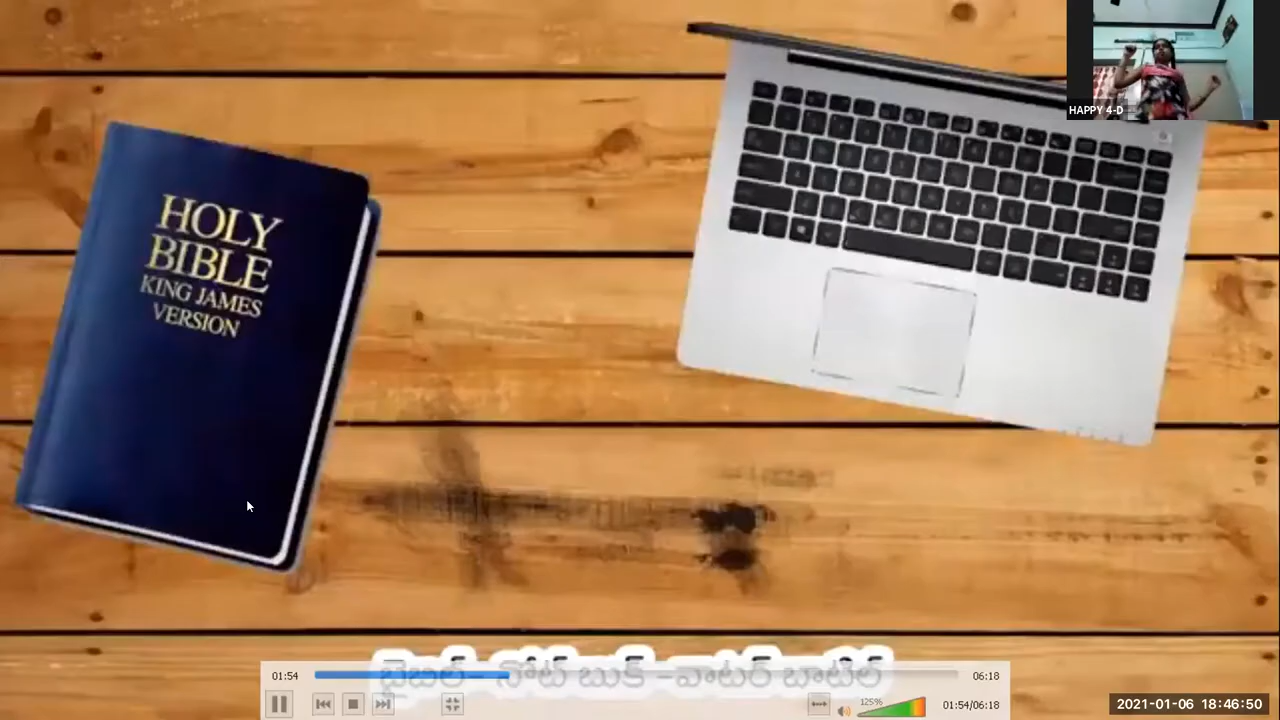 HAPPY 4-D
HOLY
BIBLE
KING JAMES
VERSION
బైబుల్- నోట్ బుక్ -వాటర్ బాటిల్
01:54
06:18
125%
01:54/06:18
2021-01-06 18:46:50